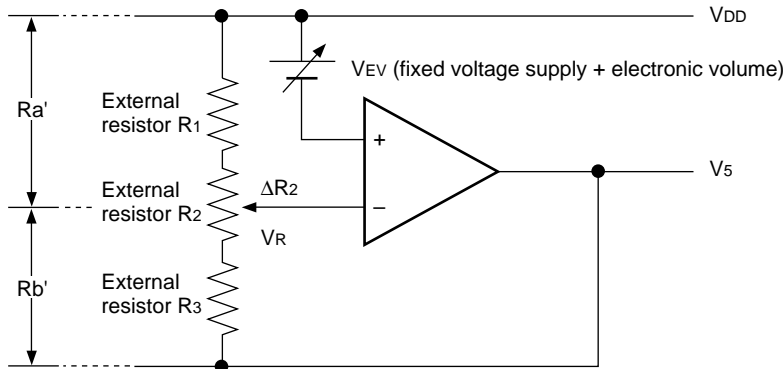 VDD
VEV (fixed voltage supply + electronic volume)
Ra'
External
resistor R1
+
V5
External
resistor R2
ΔR2
−
VR
Rb'
External
resistor R3